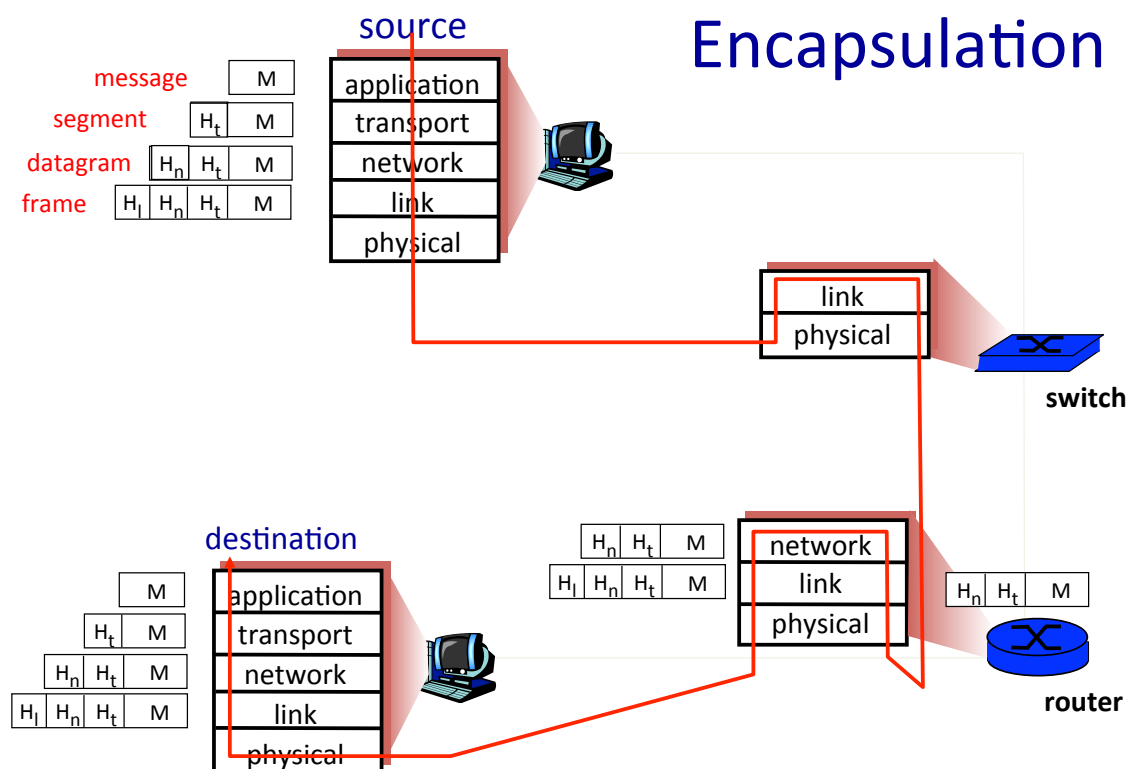 Encapsulation
source
message M
segment Ht M
datagram Hn Ht M
frame Hl Hn Ht M
application
transport
network
link
physical
link
physical
switch
destination
M
Ht M
Hn Ht M
Hl Hn Ht M
application
transport
network
link
physical
Hn Ht M
Hl Hn Ht M
network
link
physical
Hn Ht M
router